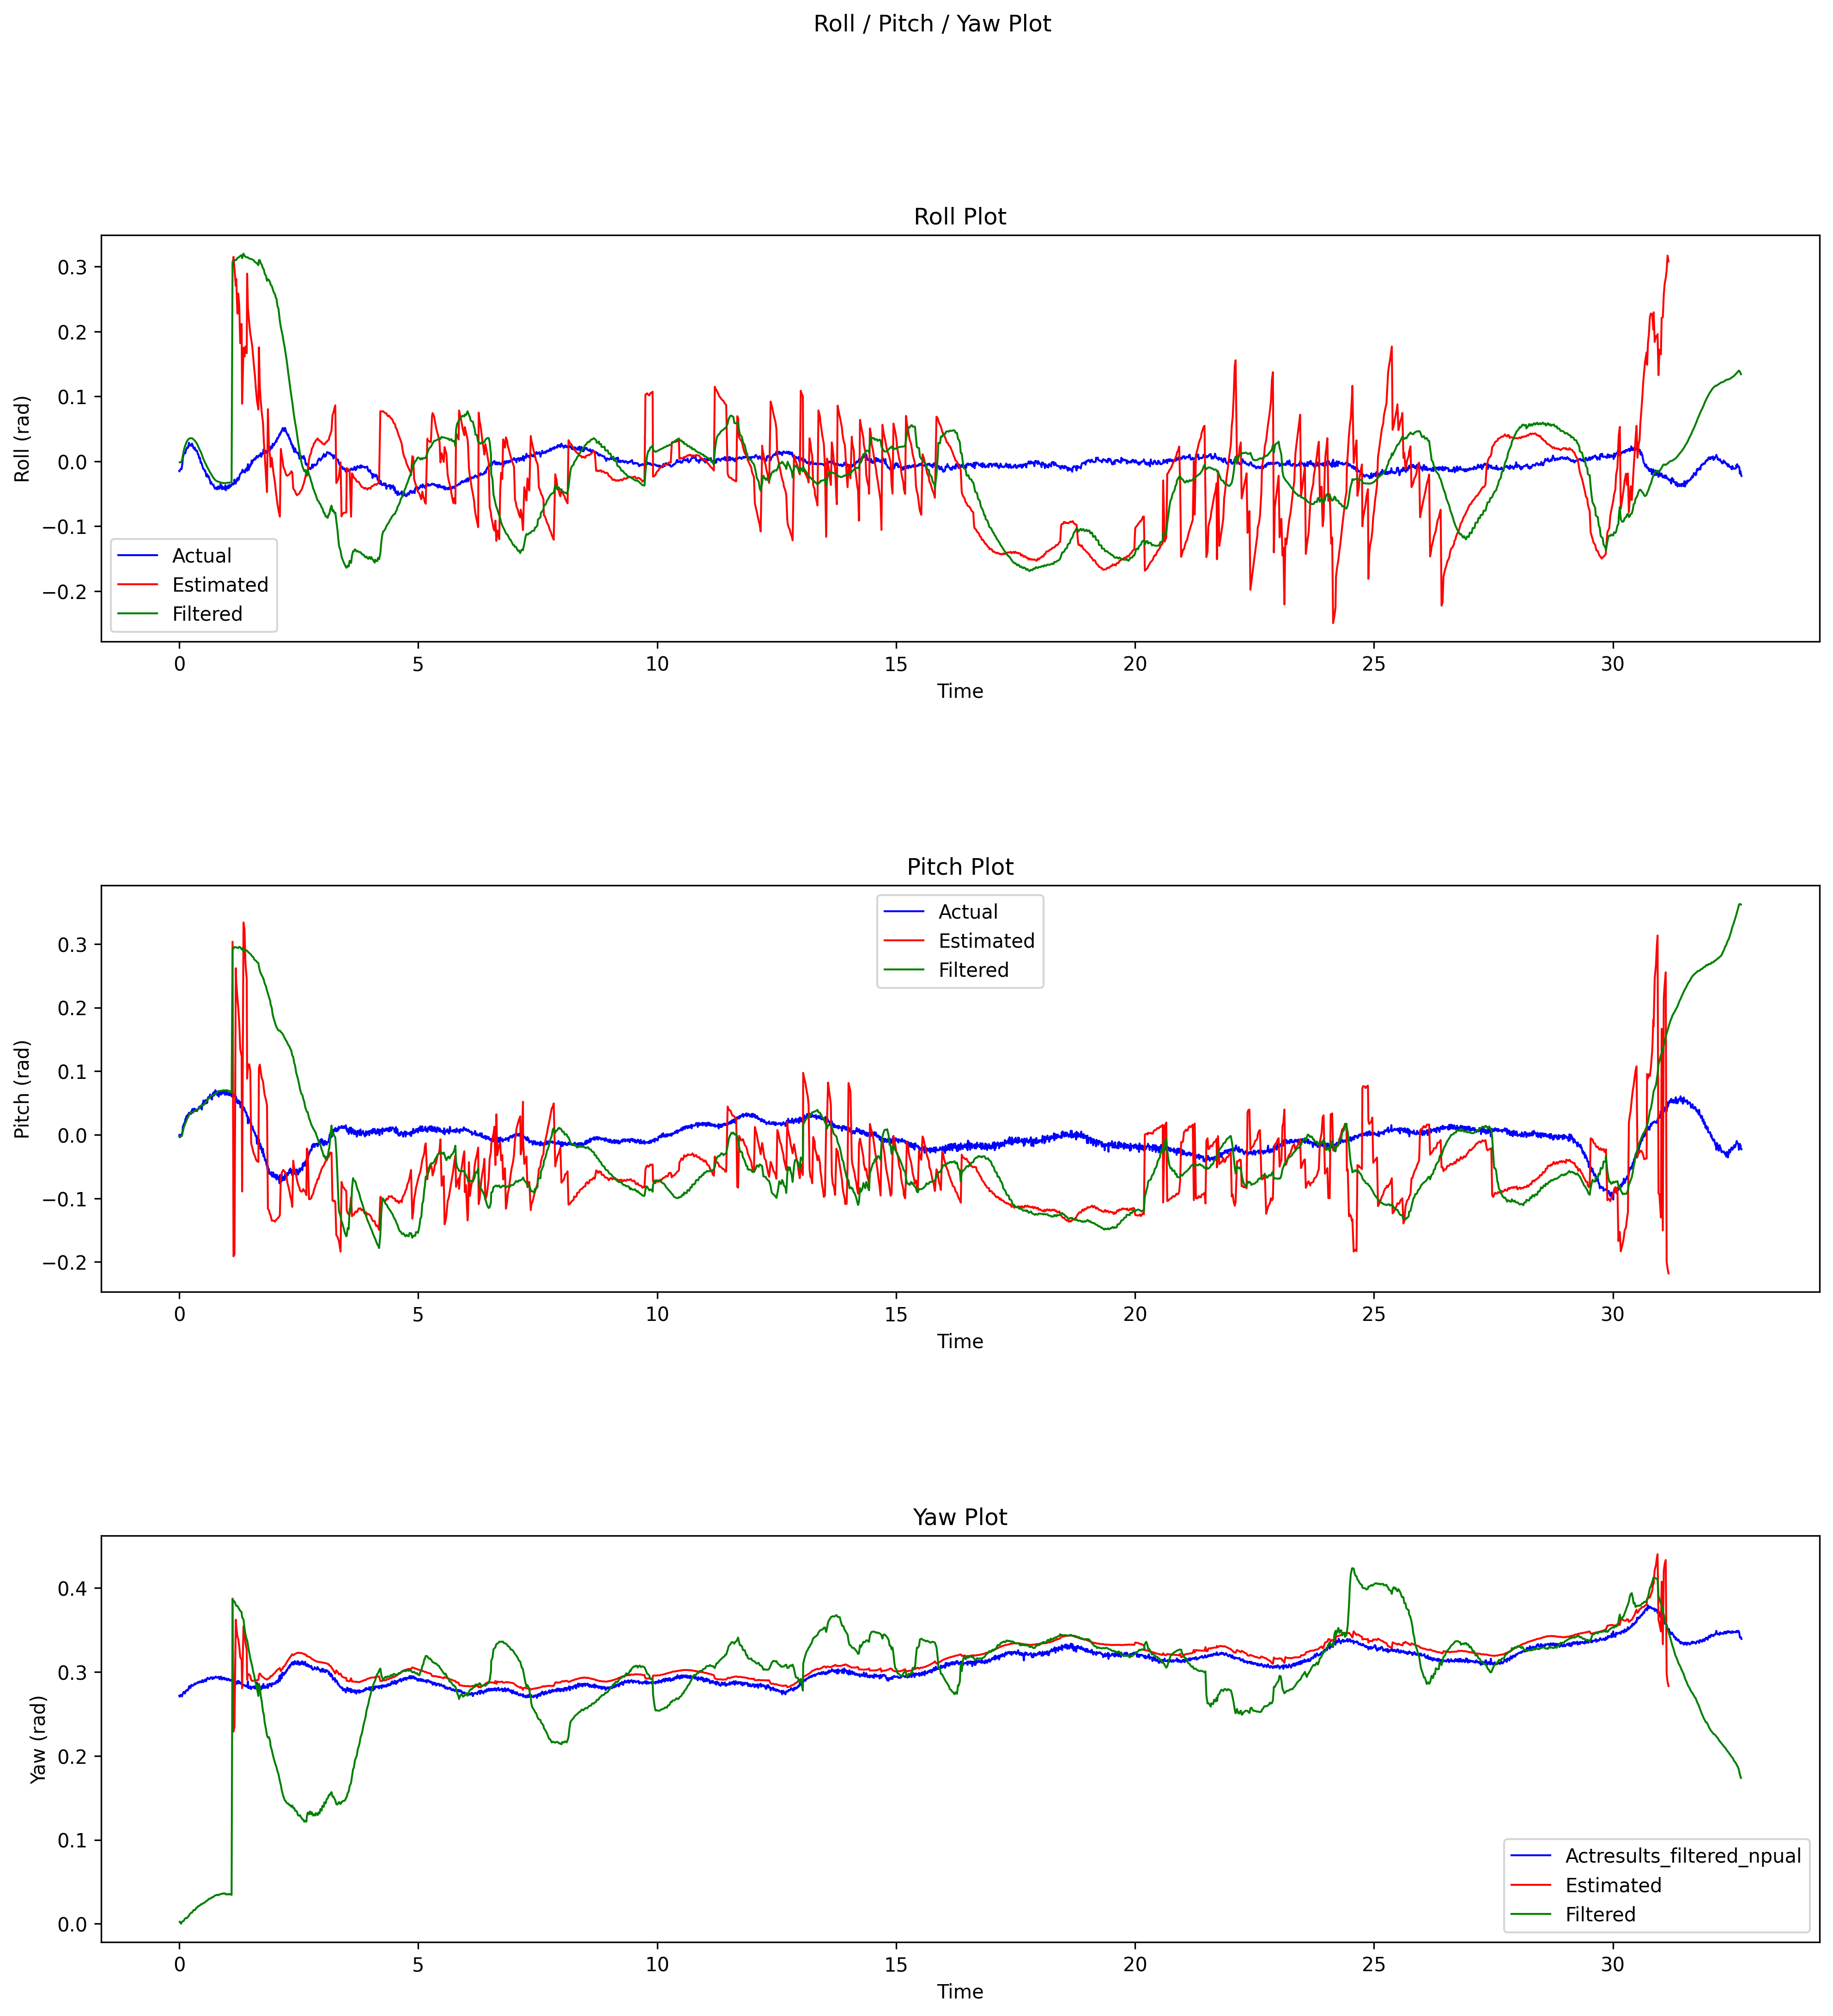 Roll / Pitch / Yaw Plot
Roll Plot
Roll (rad)
0.3
0.2
0.1
0.0
−0.1
−0.2
Actual
Estimated
Filtered
0 5 10 15 20 25 30
Time
Pitch Plot
Pitch (rad)
0.3
0.2
0.1
0.0
−0.1
−0.2
Actual
Estimated
Filtered
0 5 10 15 20 25 30
Time
Yaw Plot
Yaw (rad)
0.4
0.3
0.2
0.1
0.0
Actresults_filtered_npual
Estimated
Filtered
0 5 10 15 20 25 30
Time